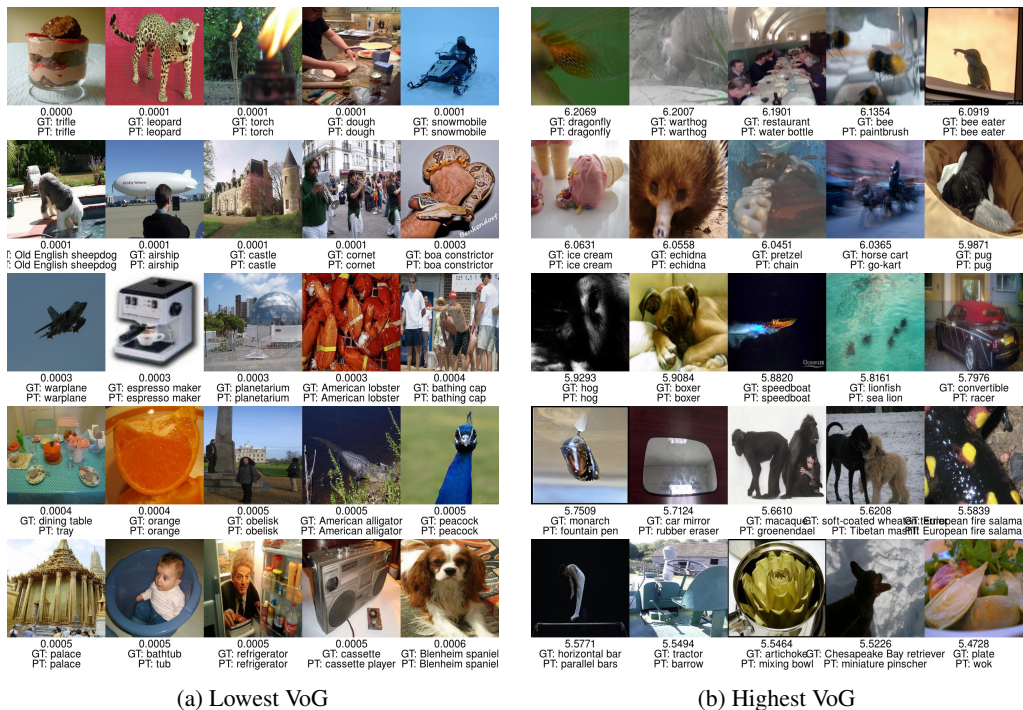 0.0000 0.0001 0.0001 0.0001 0.0001
GT: trifle GT: leopard GT: torch GT: dough GT: snowmobile
PT: trifle PT: leopard PT: torch PT: dough PT: snowmobile
6.2069 6.2007 6.1901 6.1354 6.0919
GT: dragonfly GT: warthog GT: restaurant GT: bee GT: bee eater
PT: dragonfly PT: warthog PT: water bottle PT: paintbrush PT: bee eater
Benkendorf
0.0001 0.0001 0.0001 0.0001 0.0003
: Old English sheepdog GT: airship GT: castle GT: cornet GT: boa constrictor
: Old English sheepdog PT: airship PT: castle PT: cornet PT: boa constrictor
6.0631 6.0558 6.0451 6.0365 5.9871
GT: ice cream GT: echidna GT: pretzel GT: horse cart GT: pug
PT: ice cream PT: echidna PT: chain PT: go-kart PT: pug
0.0003 0.0003 0.0003 0.0003 0.0004
GT: warplane GT: espresso maker GT: planetarium GT: American lobster GT: bathing cap
PT: warplane PT: espresso maker PT: planetarium PT: American lobster PT: bathing cap
5.9293 5.9084 5.8820 5.8161 5.7976
GT: hog GT: boxer GT: speedboat GT: lionfish GT: convertible
PT: hog PT: boxer PT: speedboat PT: sea lion PT: racer
0.0004 0.0004 0.0005 0.0005 0.0005
GT: dining table GT: orange GT: obelisk GT: American alligator GT: peacock
PT: tray PT: orange PT: obelisk PT: American alligator PT: peacock
5.7509 5.7124 5.6610 5.6208 5.5839
GT: monarch GT: car mirror GT: macaque GT: soft-coated wheaten terrier GT: European fire salama
PT: fountain pen PT: rubber eraser PT: groenendael PT: Tibetan mastiff PT: European fire salama
0.0005 0.0005 0.0005 0.0005 0.0006
GT: palace GT: bathtub GT: refrigerator GT: cassette GT: Blenheim spaniel
PT: palace PT: tub PT: refrigerator PT: cassette player PT: Blenheim spaniel
5.5771 5.5494 5.5464 5.5226 5.4728
GT: horizontal bar GT: tractor GT: artichoke GT: Chesapeake Bay retriever GT: plate
PT: parallel bars PT: barrow PT: mixing bowl PT: miniature pinscher PT: wok
(a) Lowest VoG
(b) Highest VoG